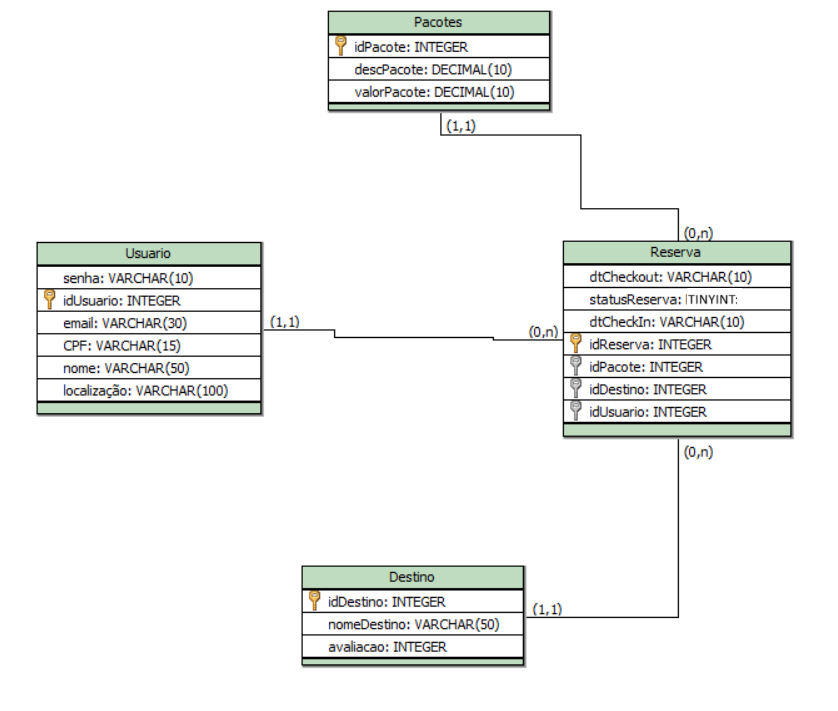 Pacotes
idPacote: INTEGER
descPacote: DECIMAL(10)
valorPacote: DECIMAL(10)
(1,1)
(0,n)
Usuario
senha: VARCHAR(10)
idUsuario: INTEGER
email: VARCHAR(30)
CPF: VARCHAR(15)
nome: VARCHAR(50)
localização: VARCHAR(100)
(1,1)
(0,n)
Reserva
dtCheckout: VARCHAR(10)
statusReserva: TINYINT:
dtCheckIn: VARCHAR(10)
idReserva: INTEGER
idPacote: INTEGER
idDestino: INTEGER
idUsuario: INTEGER
(0,n)
Destino
idDestino: INTEGER
nomeDestino: VARCHAR(50)
avaliacao: INTEGER
(1,1)